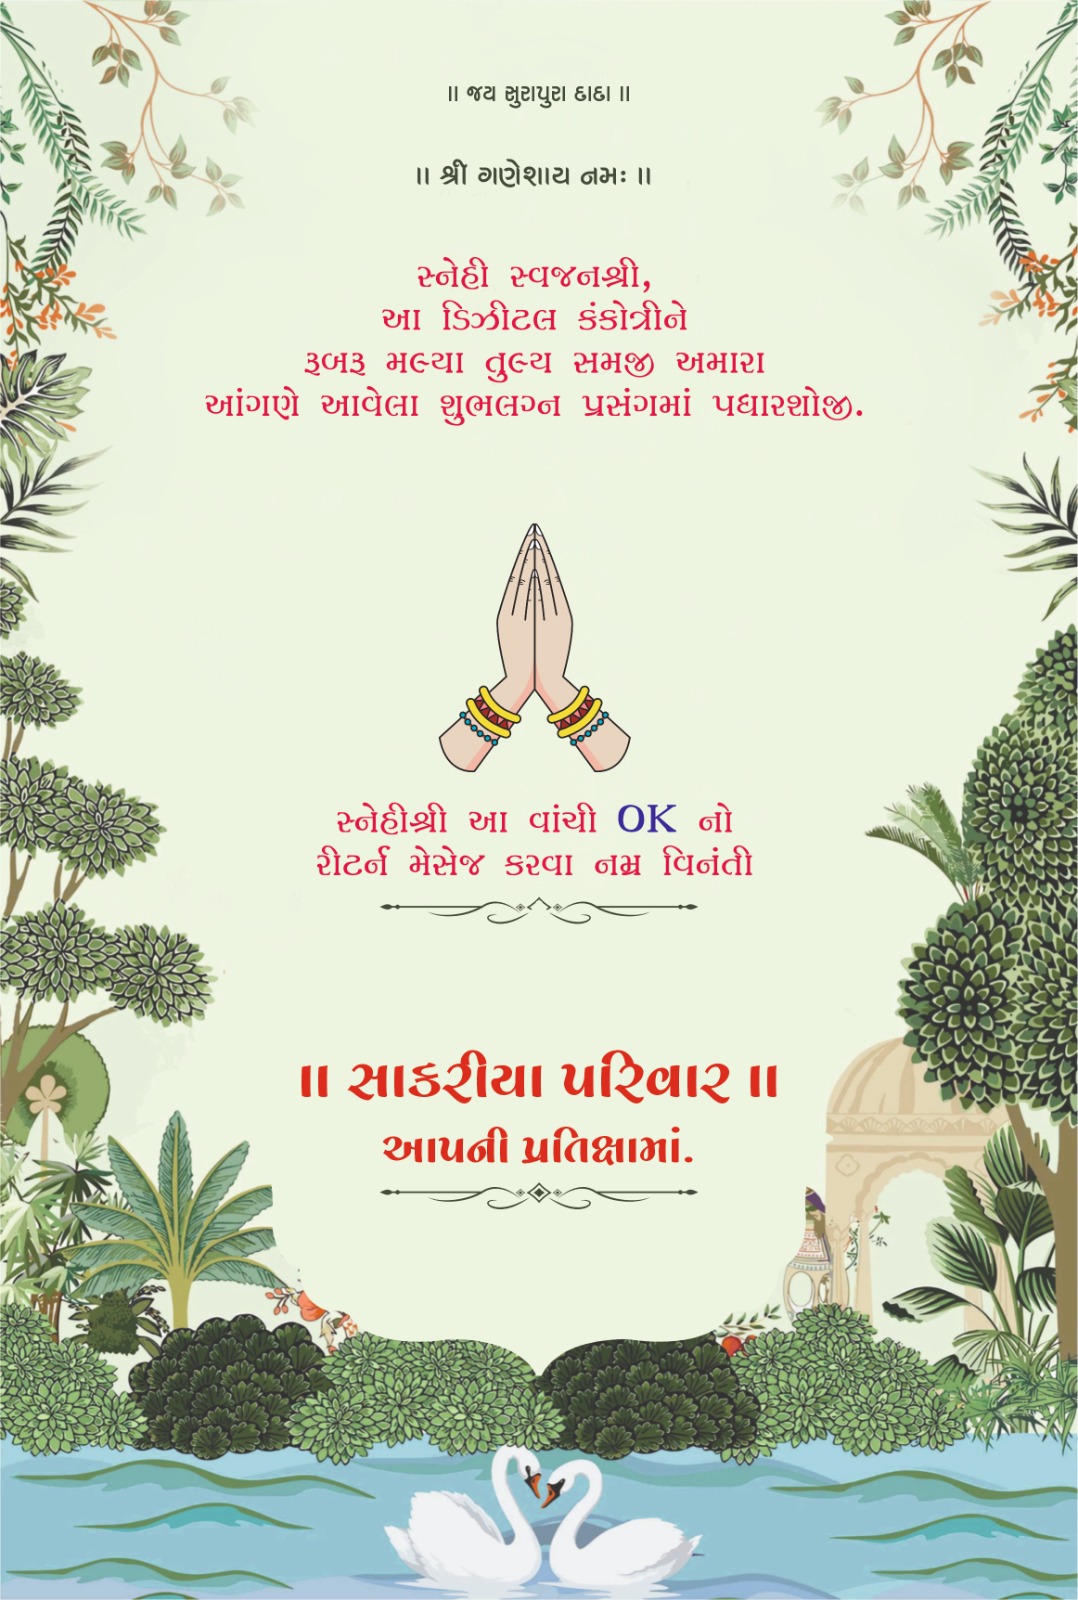 ॥ જય સુરાપુરા દાદા ॥
॥ શ્રી ગણેશાય નમઃ ॥
સ્નેહી સ્વજનશ્રી,
આ ડિઝીટલ કંકોત્રીને
રૂબરૂ મલ્યા તુલ્ય સમજી અમારા
આંગણે આવેલા શુભલગ્ન પ્રસંગમાં પધારશોજી.
સ્નેહીશ્રી આ વાંચી OK નો
રીટર્ન મેસેજ કરવા નમ્ર વિનંતી
॥ સાકરીયા પરિવાર ॥
આપની પ્રતિક્ષામાં.